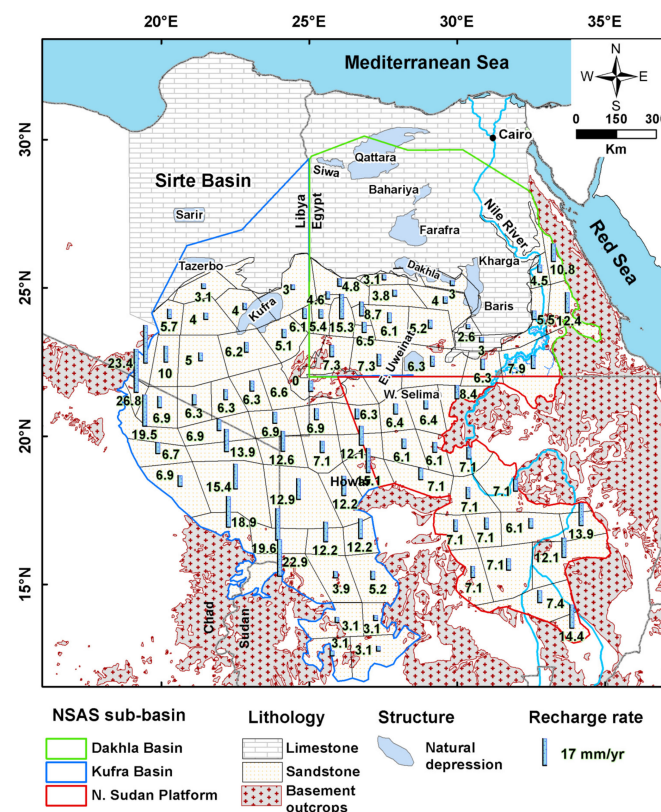 20°E 25°E 30°E 35°E
Mediterranean Sea
N
W E
S
0 150 300
Km
30°N
Cairo
Qattara
Siwa
Sirte Basin
Bahariya
Libya
Egypt
Nile River
Sarir
Farafra
Red Sea
Tazerbo
Dakhla
Kharga
10.8
4.5
3.1
3
4.8
3.1
3
25°N
Kufra
4.6
3.8
4.6
Baris
4
5.7
4
6.1
5.4
15.3
8.7
6.1
5.2
5.5
12.4
6.5
2.6
5.1
6.2
3
23.4
10
5
7.3
7.3
E. Uweinat
6.3
6.3
7.9
0
26.8
6.3
6.6
W. Selima
8.4
6.9
6.3
6.3
6.4
6.4
20°N
19.5
6.9
6.9
6.9
6.7
13.9
12.6
7.1
12.1
6.1
6.1
7.1
6.9
15.4
12.9
Howar
15.1
7.1
7.1
12.2
18.9
7.1
7.1
6.1
13.9
19.6
12.2
12.2
12.1
22.9
15°N
3.9
5.2
7.1
7.1
7.4
Chad
Sudan
3.1
3.1
14.4
3.1
3.1
NSAS sub-basin Lithology Structure Recharge rate
Dakhla Basin Limestone Natural depression 17 mm/yr
Kufra Basin Sandstone
N. Sudan Platform Basement outcrops